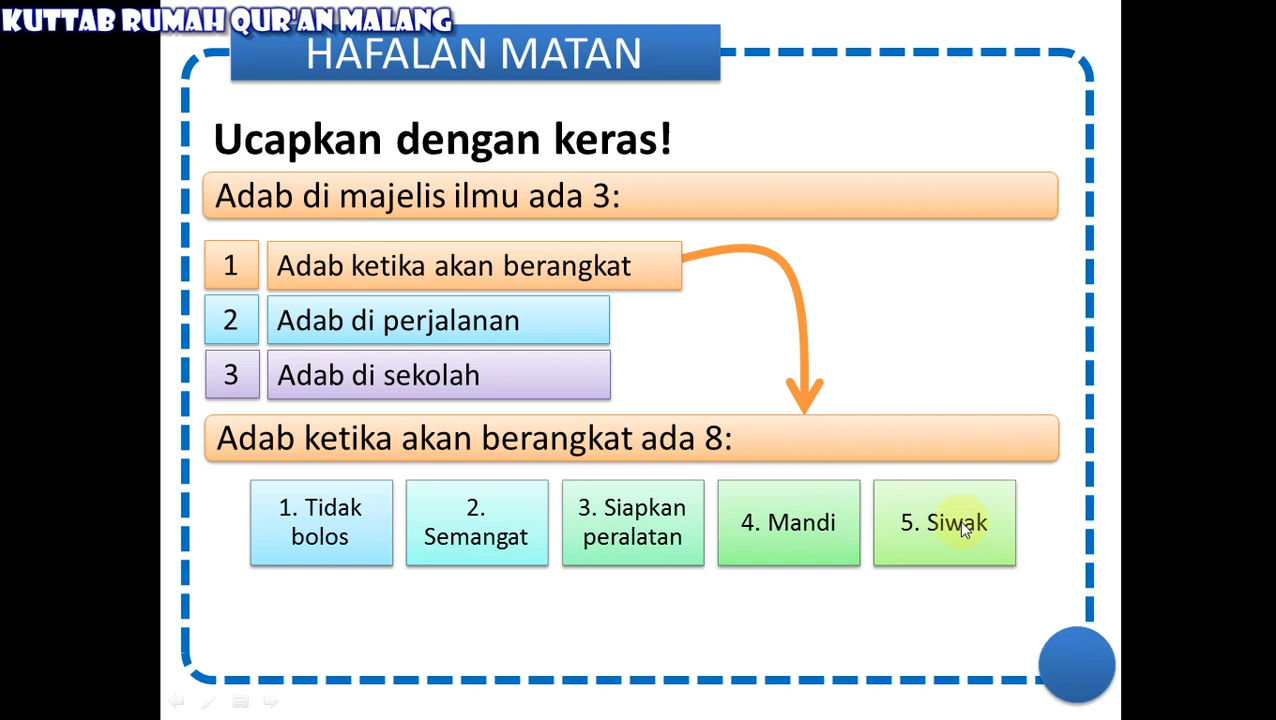 KUTTAB RUMAH QUR'AN MALANG
HAFALAN MATAN
Ucapkan dengan keras!
Adab di majelis ilmu ada 3:
1 Adab ketika akan berangkat
2 Adab di perjalanan
3 Adab di sekolah
Adab ketika akan berangkat ada 8:
1. Tidak
bolos
2.
Semangat
3. Siapkan
peralatan
4. Mandi
5. Siwak